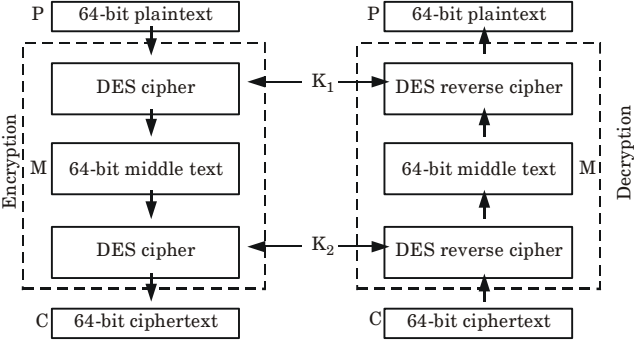 P 64-bit plaintext
DES cipher
Encryption
M 64-bit middle text
DES cipher
C 64-bit ciphertext
K1
K2
P 64-bit plaintext
DES reverse cipher
64-bit middle text M
Decryption
DES reverse cipher
C 64-bit ciphertext